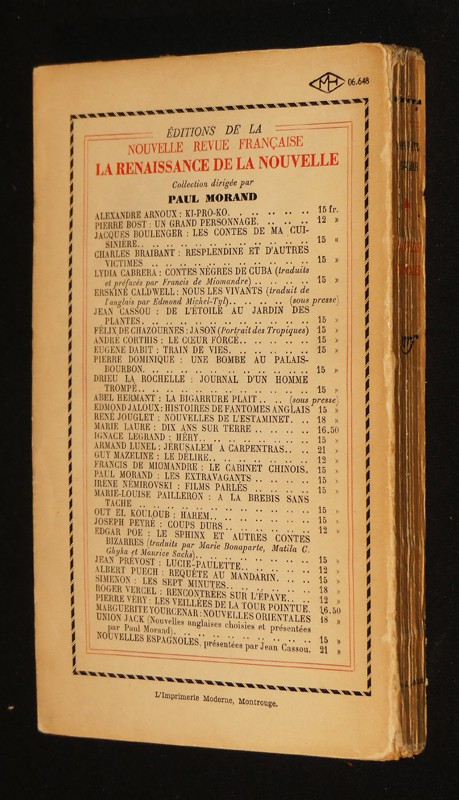 MH 06.648
ÉDITIONS DE LA
NOUVELLE REVUE FRANÇAISE
LA RENAISSANCE DE LA NOUVELLE
Collection dirigée par
PAUL MORAND
ALEXANDRE ARNOUX : KI-PRO-KO. . .. .. .. .. 15 fr.
PIERRE BOST : UN GRAND PERSONNAGE. .. .. .. 12 »
JACQUES BOULENGER : LES CONTES DE MA CUI-
SINIÈRE.. .. .. .. .. .. .. .. .. .. 15 »
CHARLES BRAIBANT : RESPLENDINE ET D'AUTRES
VICTIMES .. .. .. .. .. .. .. .. .. 15 »
LYDIA CABRERA : CONTES NÈGRES DE CUBA (traduits
et préfacés par Francis de Miomandre) .. .. .. .. 15 »
ERSKINE CALDWELL : NOUS LES VIVANTS (traduit de
l'anglais par Edmond Michel-Tyl).. .. .. .. (sous presse)
JEAN CASSOU : DE L'ÉTOILE AU JARDIN DES
PLANTES.. .. .. .. .. .. .. .. .. .. 15 »
FÉLIX DE CHAZOURNES : JASON (Portrait des Tropiques) 15 »
ANDRÉ CORTHIS : LE CŒUR FORCÉ.. .. .. .. .. 15 »
EUGÈNE DABIT : TRAIN DE VIES. .. .. .. .. .. 15 »
PIERRE DOMINIQUE : UNE BOMBE AU PALAIS-
BOURBON. .. .. .. .. .. .. .. .. .. 15 »
DRIEU LA ROCHELLE : JOURNAL D'UN HOMME
TROMPÉ.. .. .. .. .. .. .. .. .. .. 15 »
ABEL HERMANT : LA BIGARRURE PLAIT.. .. (sous presse)
EDMOND JALOUX : HISTOIRES DE FANTOMES ANGLAIS 15 »
RENÉ JOUGLET : NOUVELLES DE L'ESTAMINET. .. 18 »
MARIE LAURE : DIX ANS SUR TERRE .. .. .. .. 16.50
IGNACE LEGRAND : HÉRY.. .. .. .. .. .. .. 15 »
ARMAND LUNEL : JÉRUSALEM A CARPENTRAS.. .. 21 »
GUY MAZELINE : LE DÉLIRE.. .. .. .. .. .. 12 »
FRANCIS DE MIOMANDRE : LE CABINET CHINOIS. 15 »
PAUL MORAND : LES EXTRAVAGANTS .. .. .. .. 15 »
IRÈNE NÉMIROVSKI : FILMS PARLÉS .. .. .. .. 15 »
MARIE-LOUISE PAILLERON : A LA BREBIS SANS
TACHE .. .. .. .. .. .. .. .. .. .. 15 »
OUT EL KOULOUB : HAREM.. .. .. .. .. .. .. 15 »
JOSEPH PEYRÉ : COUPS DURS.. .. .. .. .. .. 12 »
EDGAR POE : LE SPHINX ET AUTRES CONTES
BIZARRES (traduits par Marie Bonaparte, Matila C.
Ghyka et Maurice Sachs).. .. .. .. .. .. .. 15 »
JEAN PRÉVOST : LUCIE-PAULETTE.. .. .. .. .. 12 »
ALBERT PUECH : REQUÊTE AU MANDARIN. .. .. 15 »
SIMENON : LES SEPT MINUTES.. .. .. .. .. .. 18 »
ROGER VERCEL : RENCONTRÉES SUR L'ÉPAVE.. .. 12 »
PIERRE VÉRY : LES VEILLÉES DE LA TOUR POINTUE. 16.50
MARGUERITE YOURCENAR : NOUVELLES ORIENTALES 18 »
UNION JACK (Nouvelles anglaises choisies et présentées
par Paul Morand). .. .. .. .. .. .. .. .. 15 »
NOUVELLES ESPAGNOLES, présentées par Jean Cassou. 21 »
L'Imprimerie Moderne, Montrouge.